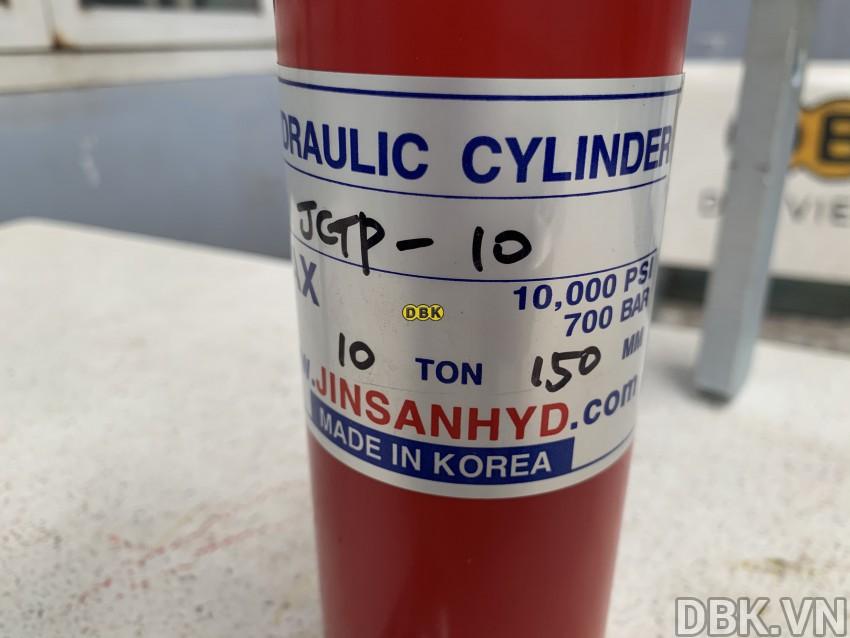 DRAULIC CYLINDER
JCTP - 10
AX 10,000 PSI
700 BAR
DBK
10 TON 150 MM
w.JINSANHYD.com
MADE IN KOREA
DBK.VN